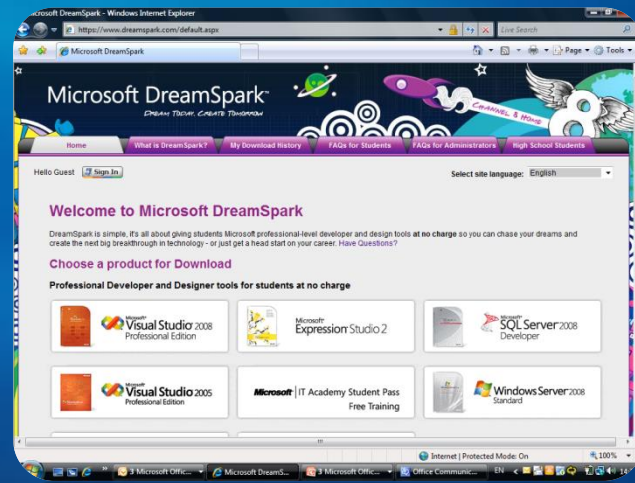 Microsoft DreamSpark - Windows Internet Explorer
https://www.dreamspark.com/default.aspx
Live Search
Microsoft DreamSpark
Page
Tools
Microsoft DreamSpark™
DREAM TODAY. CREATE TOMORROW
CHANNEL 8 HOME
Home
What is DreamSpark?
My Download History
FAQs for Students
FAQs for Administrators
High School Students
Hello Guest
Sign In
Select site language:
English
Welcome to Microsoft DreamSpark
DreamSpark is simple, it's all about giving students Microsoft professional-level developer and design tools at no charge so you can chase your dreams and
create the next big breakthrough in technology - or just get a head start on your career. Have Questions?
Choose a product for Download
Professional Developer and Designer tools for students at no charge
Microsoft
Visual Studio 2008
Professional Edition
Microsoft
Expression Studio 2
Microsoft
SQL Server 2008
Developer
Microsoft
Visual Studio 2005
Professional Edition
Microsoft | IT Academy Student Pass
Free Training
Windows Server 2008
Standard
Internet | Protected Mode: On
100%
3 Microsoft Offic...
Microsoft DreamS...
3 Microsoft Offic...
Office Communic...
EN